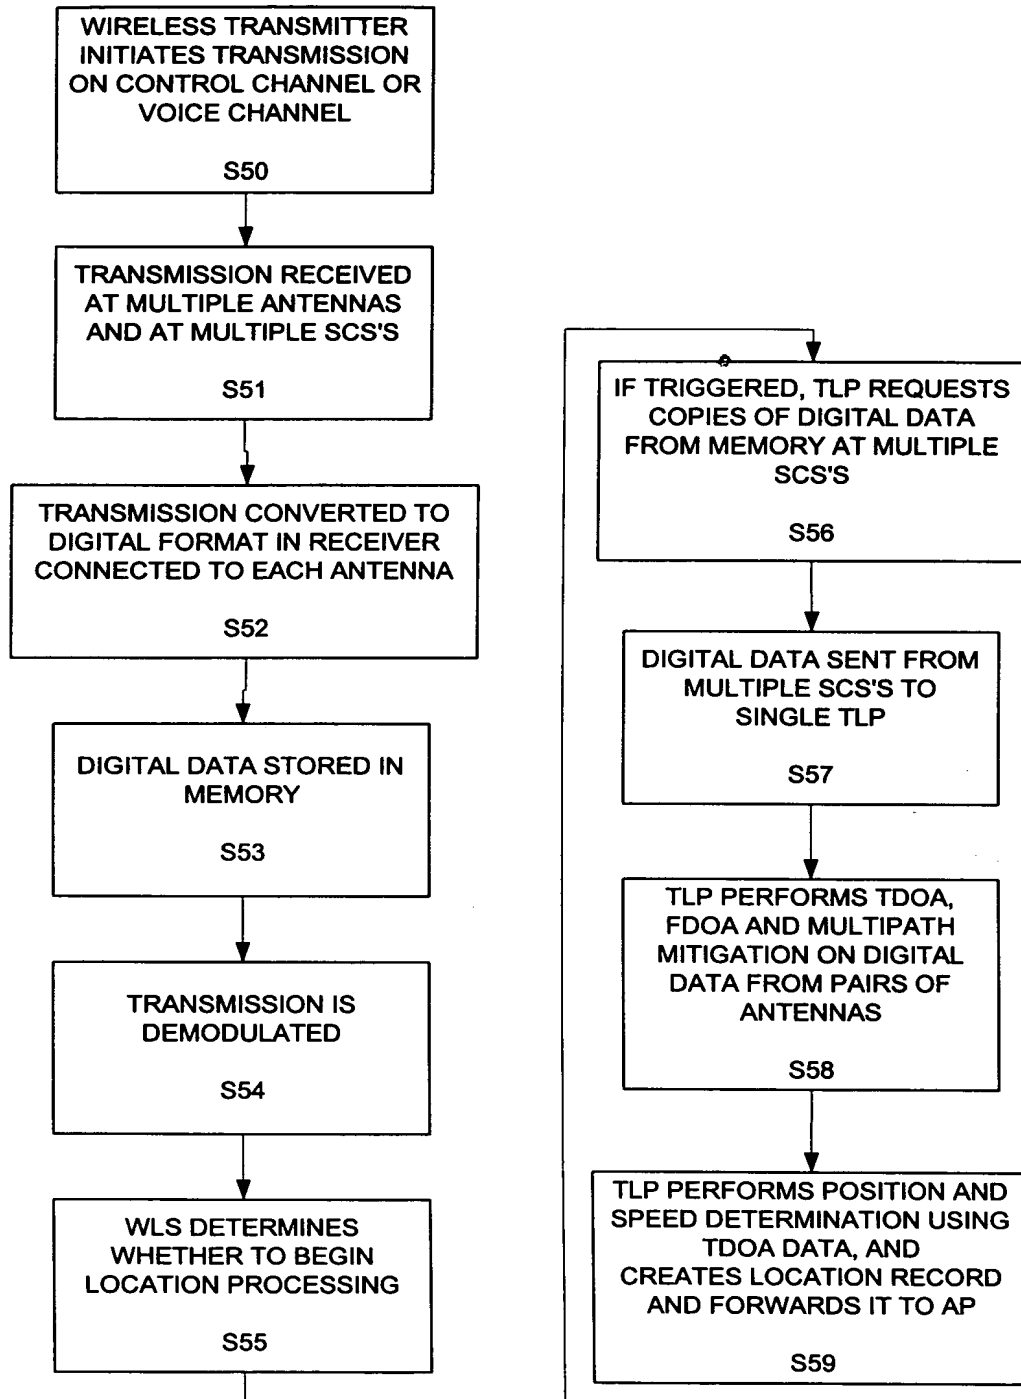 WIRELESS TRANSMITTER
INITIATES TRANSMISSION
ON CONTROL CHANNEL OR
VOICE CHANNEL
S50
TRANSMISSION RECEIVED
AT MULTIPLE ANTENNAS
AND AT MULTIPLE SCS'S
S51
TRANSMISSION CONVERTED TO
DIGITAL FORMAT IN RECEIVER
CONNECTED TO EACH ANTENNA
S52
DIGITAL DATA STORED IN
MEMORY
S53
TRANSMISSION IS
DEMODULATED
S54
WLS DETERMINES
WHETHER TO BEGIN
LOCATION PROCESSING
S55
IF TRIGGERED, TLP REQUESTS
COPIES OF DIGITAL DATA
FROM MEMORY AT MULTIPLE
SCS'S
S56
DIGITAL DATA SENT FROM
MULTIPLE SCS'S TO
SINGLE TLP
S57
TLP PERFORMS TDOA,
FDOA AND MULTIPATH
MITIGATION ON DIGITAL
DATA FROM PAIRS OF
ANTENNAS
S58
TLP PERFORMS POSITION AND
SPEED DETERMINATION USING
TDOA DATA, AND
CREATES LOCATION RECORD
AND FORWARDS IT TO AP
S59